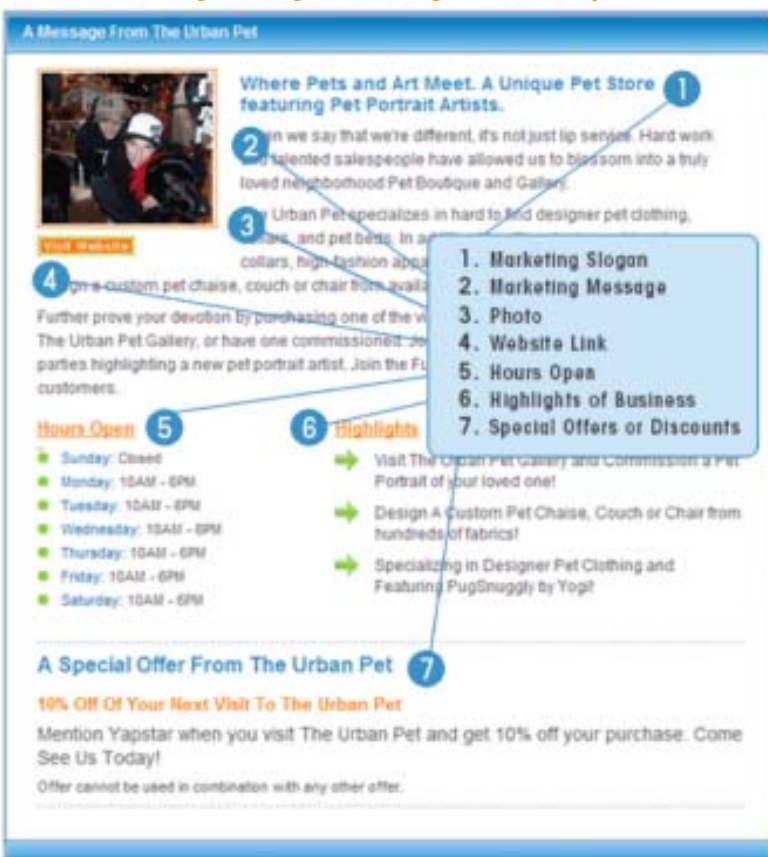 A Message From The Urban Pet
Where Pets and Art Meet. A Unique Pet Store
featuring Pet Portrait Artists.
1
we say that we're different, it's not just lip service. Hard work
2
talented salespeople have allowed us to blossom into a truly
loved neighborhood Pet Boutique and Gallery.
Urban Pet specializes in hard to find designer pet clothing,
3
and pet beds. In
Visit Website
collars, high-fashion
4
a custom pet chaise, couch or chair from
Further prove your devotion by purchasing one of the
The Urban Pet Gallery, or have one commissioned.
parties highlighting a new pet portrait artist. Join the
customers.
1. Marketing Slogan
2. Marketing Message
3. Photo
4. Website Link
5. Hours Open
6. Highlights of Business
7. Special Offers or Discounts
Hours Open 5
Sunday: Closed
Monday: 10AM - 6PM
Tuesday: 10AM - 6PM
Wednesday: 10AM - 6PM
Thursday: 10AM - 6PM
Friday: 10AM - 6PM
Saturday: 10AM - 6PM
6 Highlights
Visit The Urban Pet Gallery and Commission a Pet
Portrait of your loved one!
Design A Custom Pet Chaise, Couch or Chair from
hundreds of fabrics!
Specializing in Designer Pet Clothing and
Featuring PugSnuggly by Yogi!
A Special Offer From The Urban Pet 7
10% Off Of Your Next Visit To The Urban Pet
Mention Yapstar when you visit The Urban Pet and get 10% off your purchase. Come
See Us Today!
Offer cannot be used in combination with any other offer.